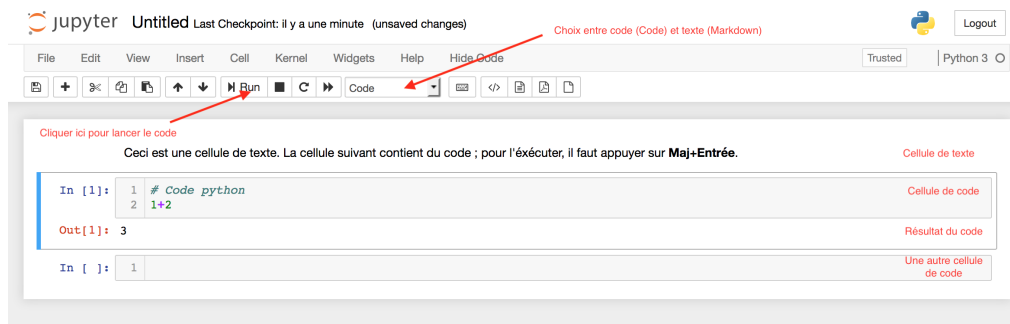 jupyter Untitled Last Checkpoint: il y a une minute (unsaved changes)
Logout
Choix entre code (Code) et texte (Markdown)
File Edit View Insert Cell Kernel Widgets Help Hide Code
Trusted Python 3
Run Code
Cliquer ici pour lancer le code
Ceci est une cellule de texte. La cellule suivant contient du code ; pour l'éxécuter, il faut appuyer sur Maj+Entrée.
Cellule de texte
In [1]: 1 # Code python
2 1+2
Cellule de code
Out[1]: 3
Résultat du code
In [ ]: 1
Une autre cellule
de code